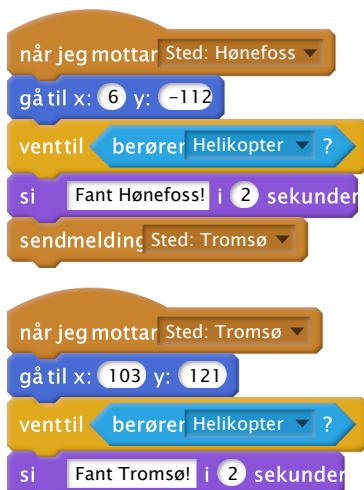 når jeg mottar Sted: Hønefoss
gå til x: 6 y: -112
vent til berører Helikopter ?
si Fant Hønefoss! i 2 sekunder
send melding Sted: Tromsø
når jeg mottar Sted: Tromsø
gå til x: 103 y: 121
vent til berører Helikopter ?
si Fant Tromsø! i 2 sekunder